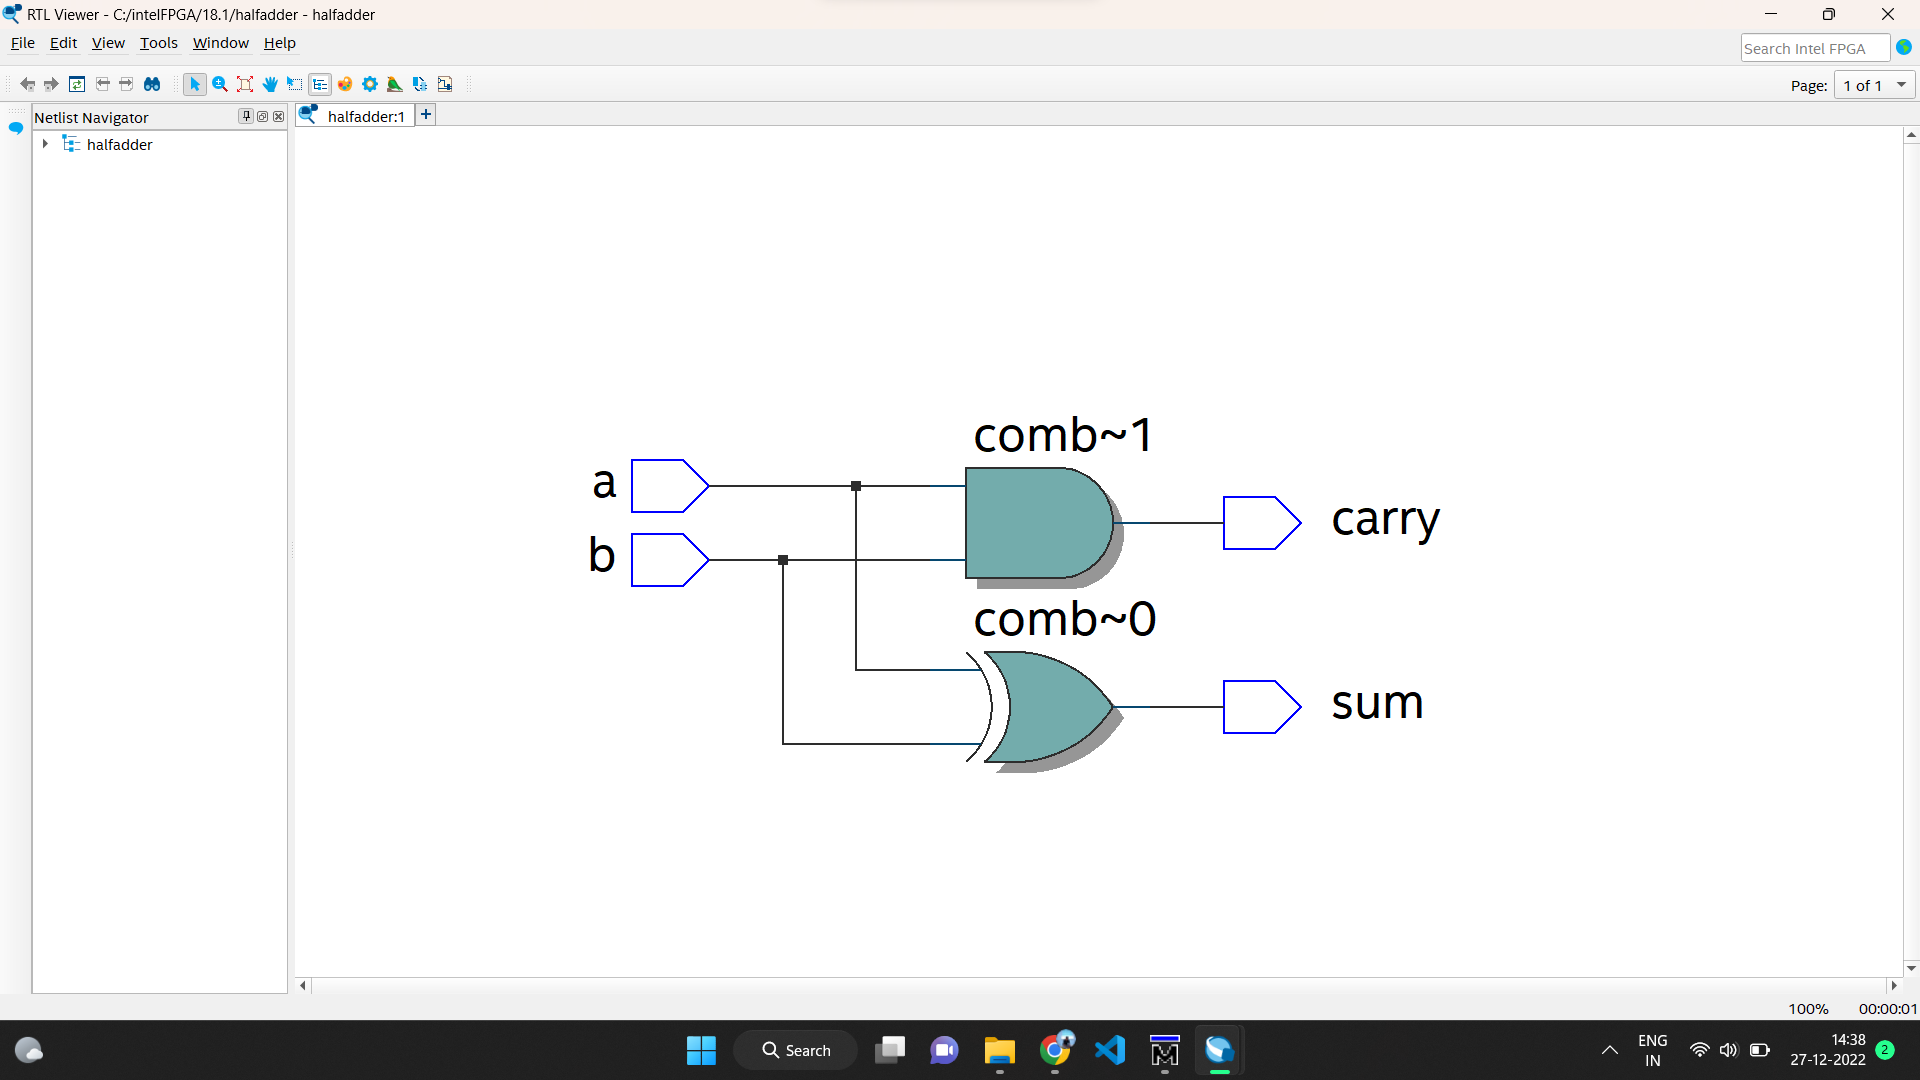 RTL Viewer - C:/intelFPGA/18.1/halfadder - halfadder
File Edit View Tools Window Help
Search Intel FPGA
Page: 1 of 1
Netlist Navigator
halfadder:1 +
halfadder
comb~1
a
carry
b
comb~0
sum
100% 00:00:01
Search
ENG
IN
14:38
27-12-2022
2